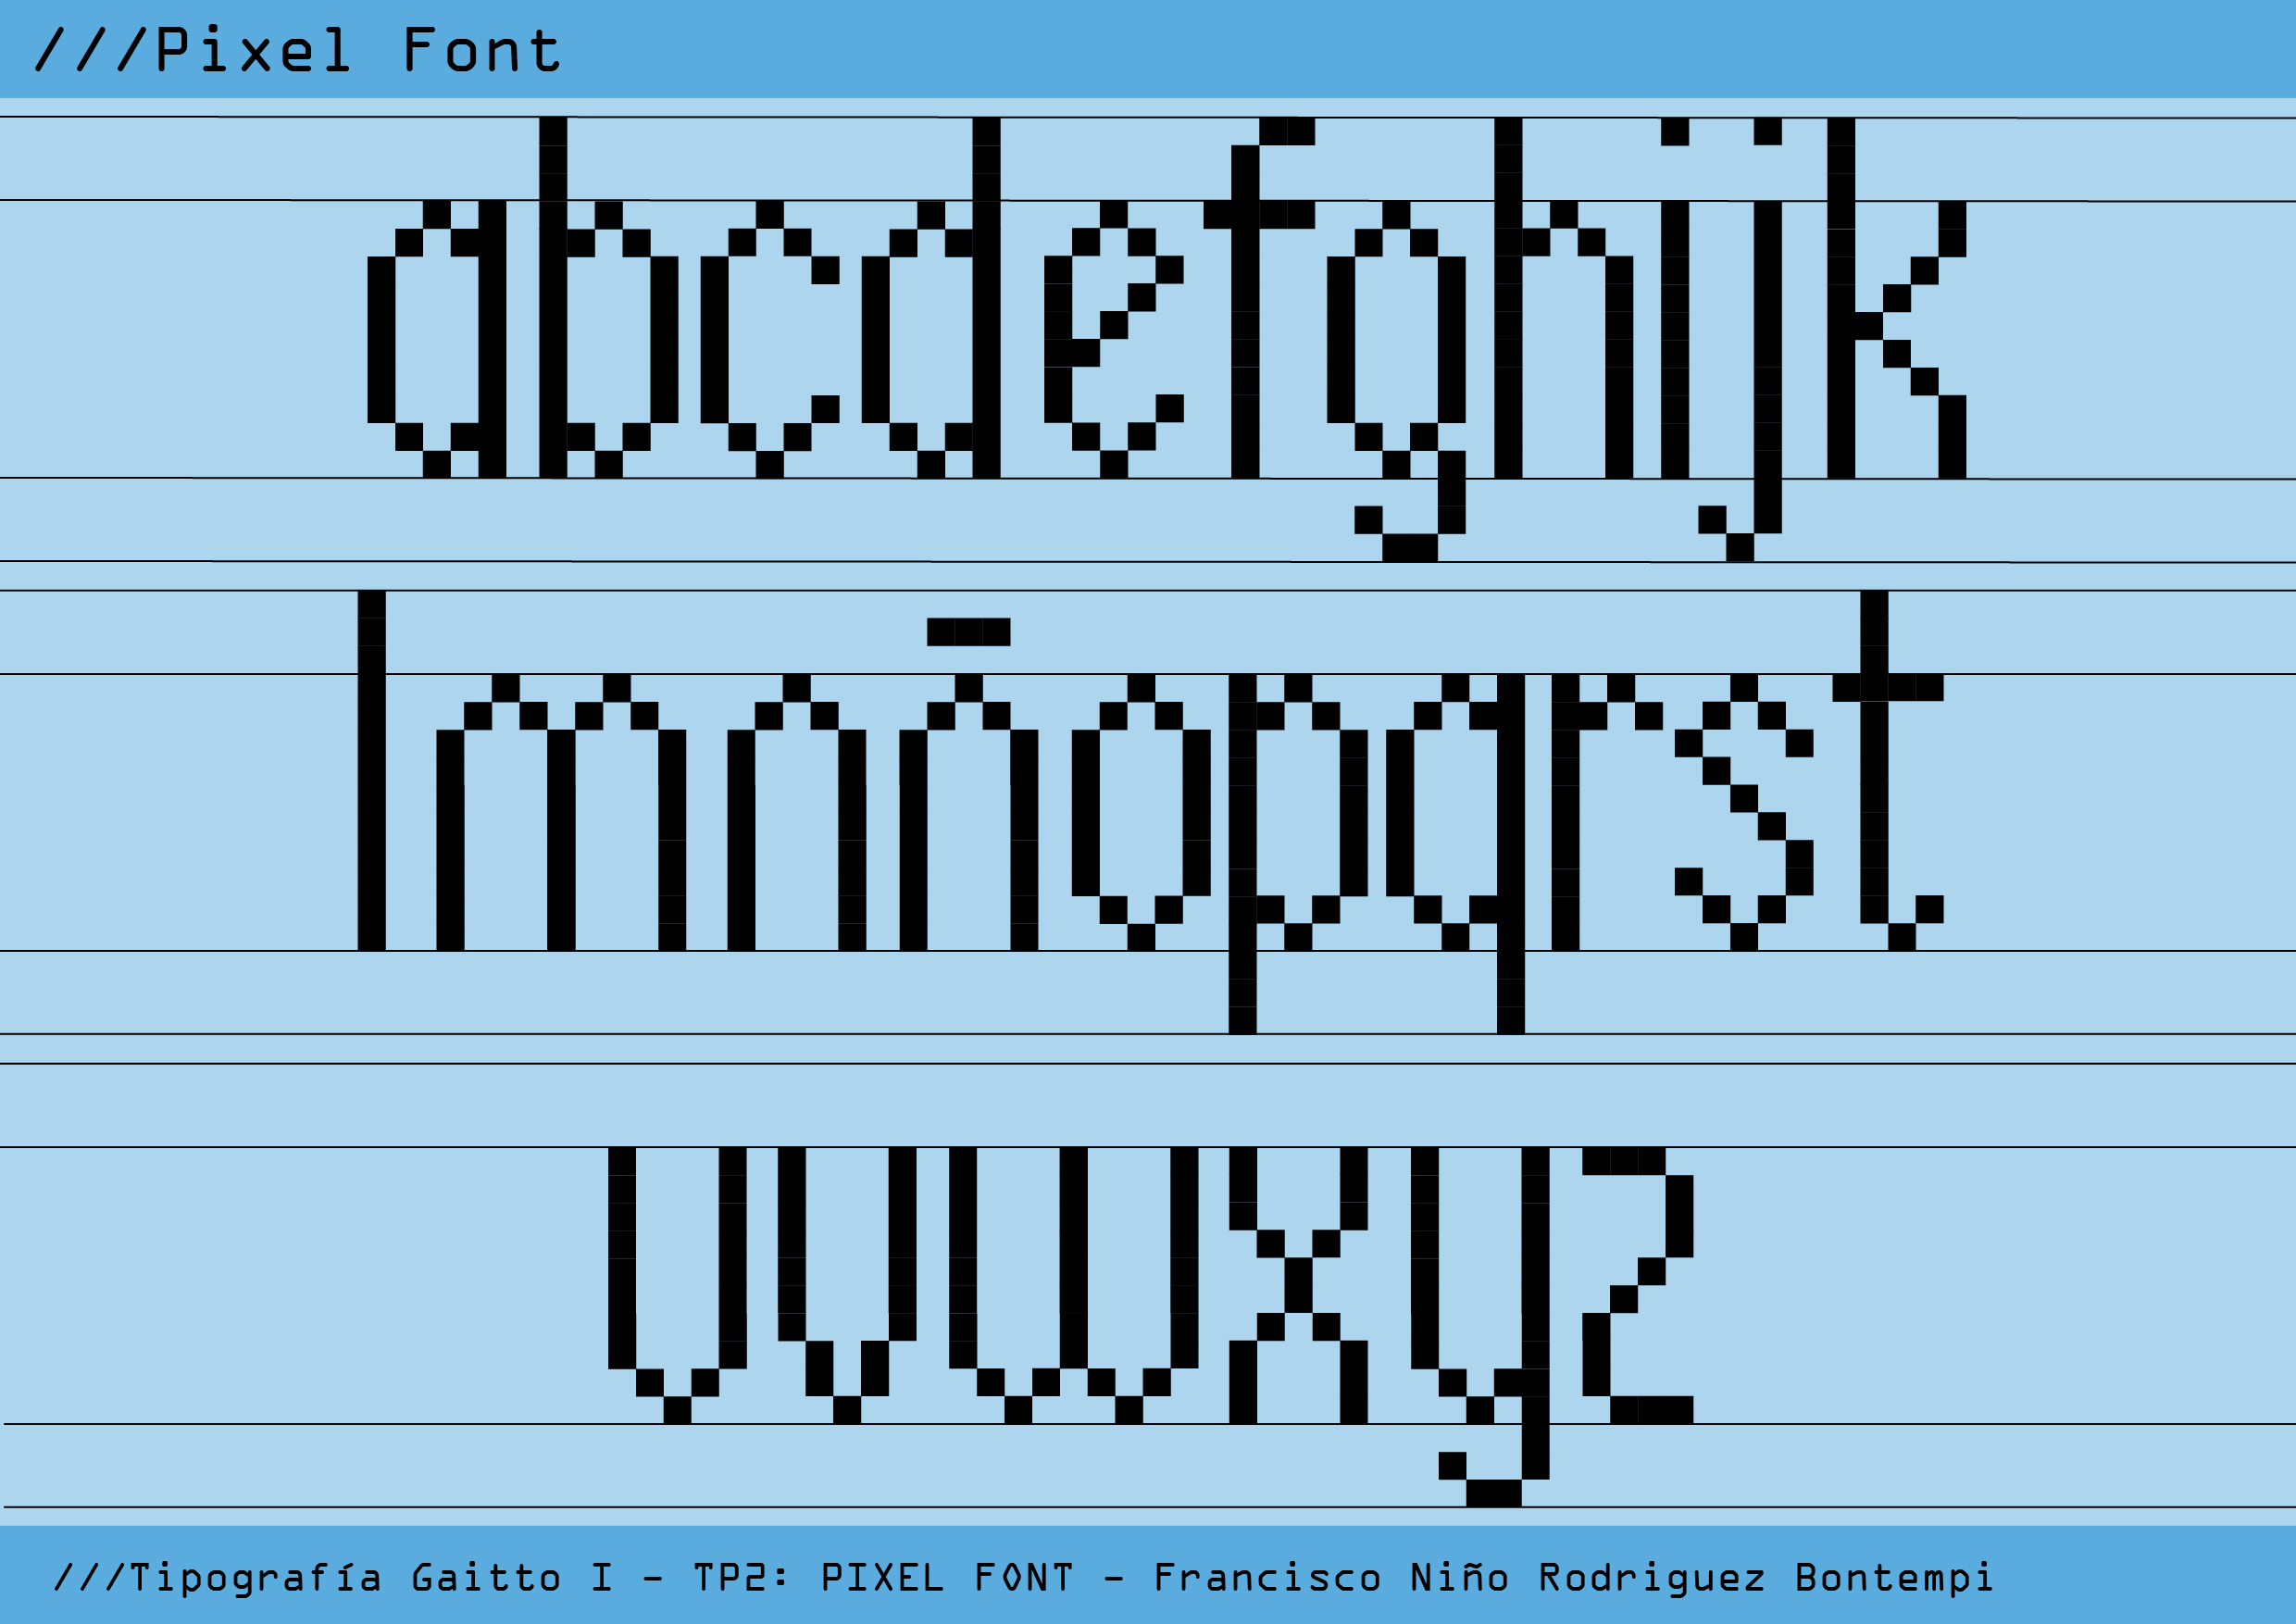 ///Pixel Font
abcdefghijk
lmnñopqrst
uvwxyz
///Tipografía Gaitto I - TP2: PIXEL FONT - Francisco Niño Rodriguez Bontempi